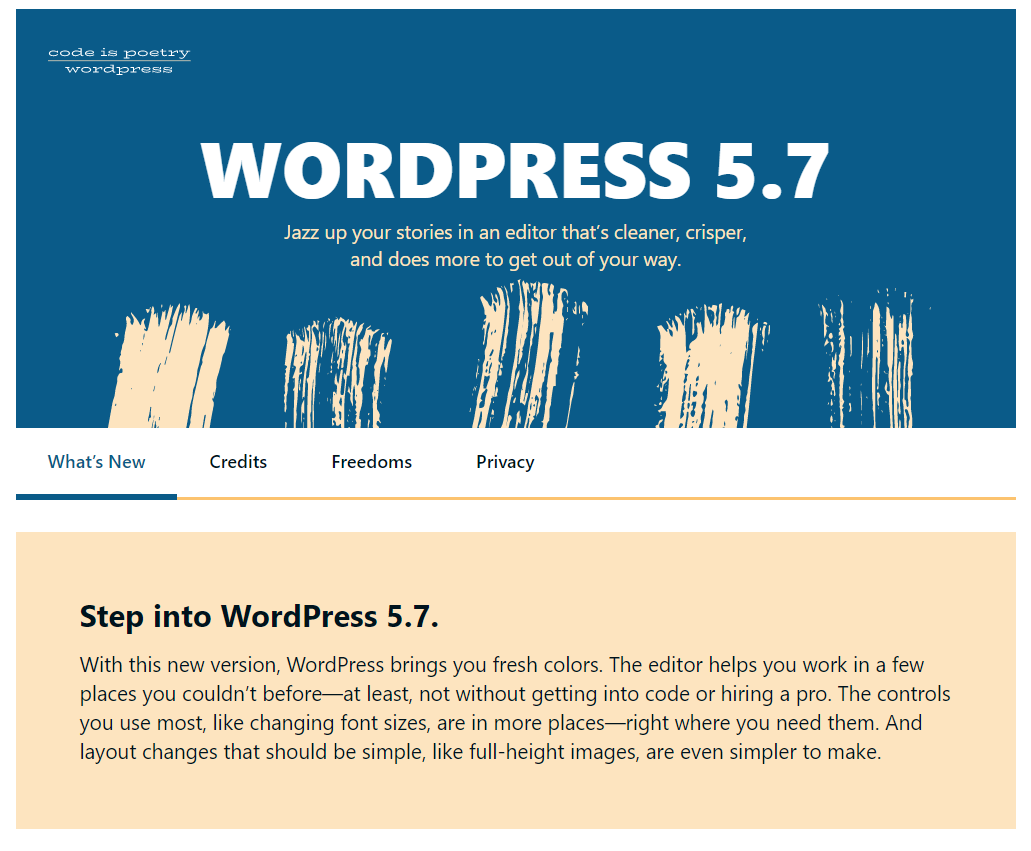 code is poetry
wordpress
WORDPRESS 5.7
Jazz up your stories in an editor that’s cleaner, crisper,
and does more to get out of your way.
What’s New Credits Freedoms Privacy
Step into WordPress 5.7.
With this new version, WordPress brings you fresh colors. The editor helps you work in a few
places you couldn’t before—at least, not without getting into code or hiring a pro. The controls
you use most, like changing font sizes, are in more places—right where you need them. And
layout changes that should be simple, like full-height images, are even simpler to make.